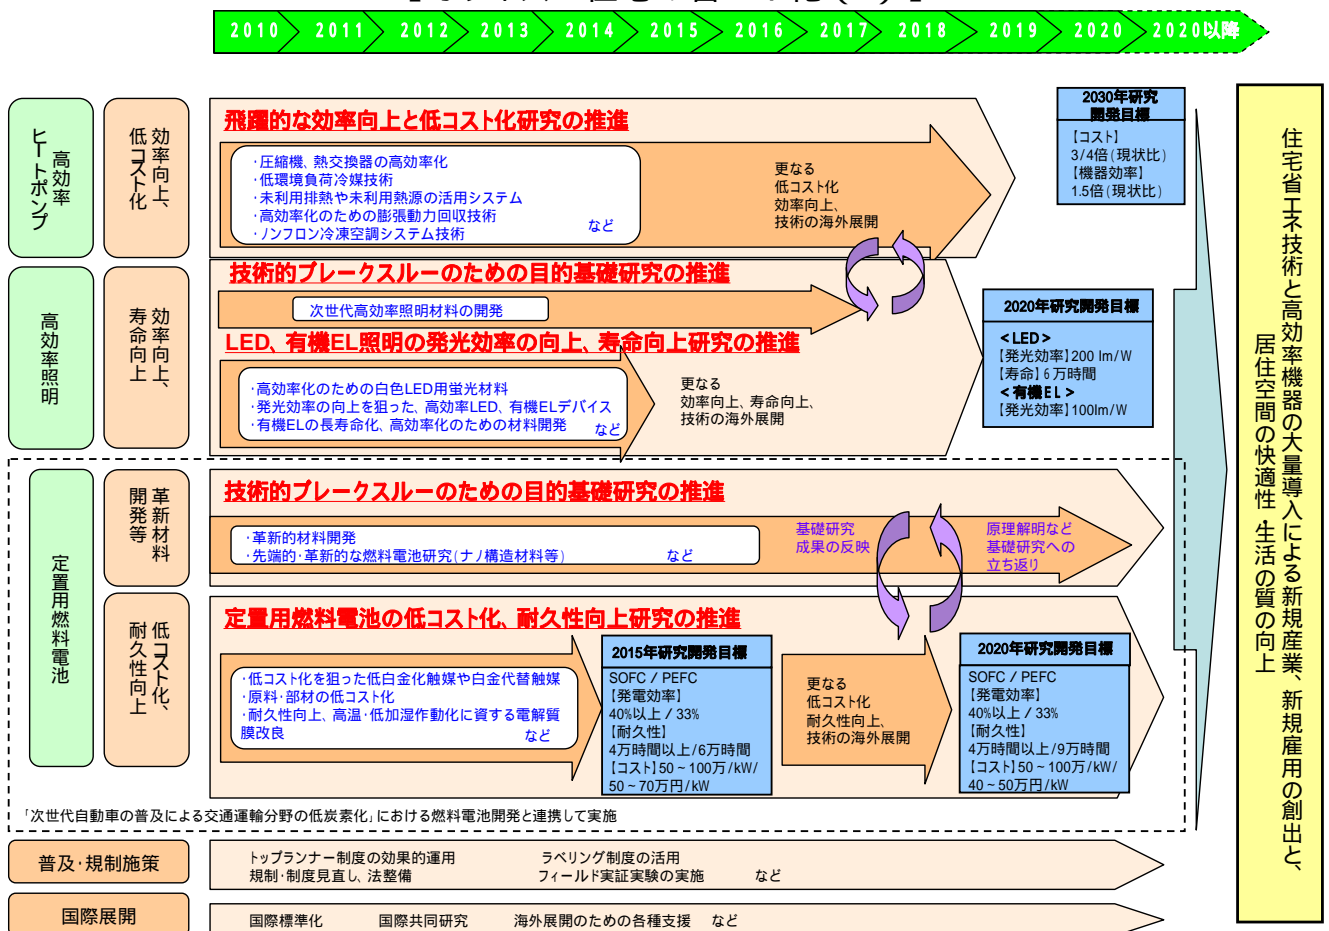 2010
2011
2012
2013
2014
2015
2016
2017
2018
2019
2020
2020以降
高効率
ヒートポンプ
効率向上、
低コスト化
飛躍的な効率向上と低コスト化研究の推進
･圧縮機、熱交換器の高効率化
･低環境負荷冷媒技術
･未利用排熱や未利用熱源の活用システム
･高効率化のための膨張動力回収技術
･ノンフロン冷凍空調システム技術
など
更なる
低コスト化
効率向上、
技術の海外展開
2030年研究
開発目標
【コスト】
3/4倍(現状比)
【機器効率】
1.5倍(現状比)
高効率照明
効率向上、
寿命向上
技術的ブレークスルーのための目的基礎研究の推進
次世代高効率照明材料の開発
LED、有機EL照明の発光効率の向上、寿命向上研究の推進
･高効率化のための白色LED用蛍光材料
･発光効率の向上を狙った、高効率LED、有機ELデバイス
･有機ELの長寿命化、高効率化のための材料開発
など
更なる
効率向上、寿命向上、
技術の海外展開
2020年研究開発目標
＜LED＞
【発光効率】200 lm/W
【寿命】6万時間
＜有機EL＞
【発光効率】100lm/W
定置用燃料電池
革新材料
開発等
技術的ブレークスルーのための目的基礎研究の推進
･革新的材料開発
･先端的･革新的な燃料電池研究(ナノ構造材料等)
など
基礎研究
成果の反映
原理解明など
基礎研究への
立ち返り
低コスト化、
耐久性向上
定置用燃料電池の低コスト化、耐久性向上研究の推進
･低コスト化を狙った低白金化触媒や白金代替触媒
･原料･部材の低コスト化
･耐久性向上、高温･低加湿作動化に資する電解質
膜改良
など
2015年研究開発目標
SOFC / PEFC
【発電効率】
40%以上 / 33%
【耐久性】
4万時間以上/6万時間
【コスト】50～100万/kW/
50～70万円/kW
更なる
低コスト化
耐久性向上、
技術の海外展開
2020年研究開発目標
SOFC / PEFC
【発電効率】
40%以上 / 33%
【耐久性】
4万時間以上/9万時間
【コスト】50～100万/kW/
40～50万円/kW
「次世代自動車の普及による交通運輸分野の低炭素化」における燃料電池開発と連携して実施
普及･規制施策
トップランナー制度の効果的運用
ラベリング制度の活用
規制･制度見直し、法整備
フィールド実証実験の実施
など
国際展開
国際標準化
国際共同研究
海外展開のための各種支援
など
住宅省エネ技術と高効率機器の大量導入による新規産業、新規雇用の創出と、
居住空間の快適性･生活の質の向上